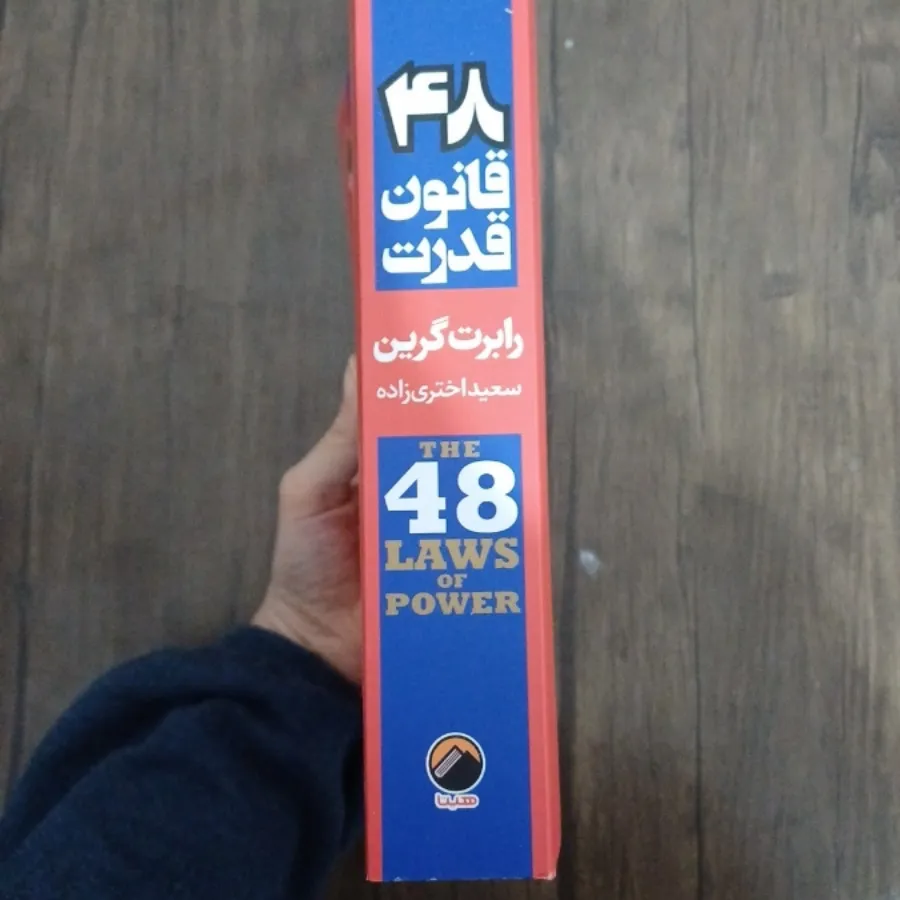 ۴۸
قانون
قدرت
رابرت گرین
سعید اختری‌زاده
THE
48
LAWS
OF
POWER